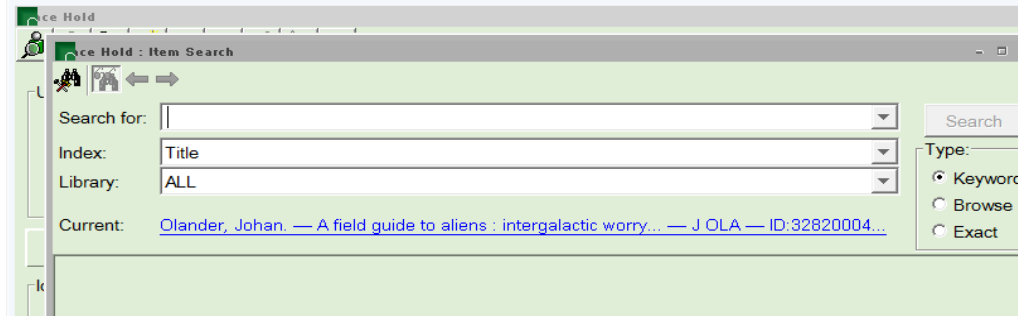 ce Hold
ce Hold : Item Search
Search for:
Search
Index:
Title
Type:
Library:
ALL
Keyword
Browse
Current:
Olander, Johan. — A field guide to aliens : intergalactic worry... — J OLA — ID:32820004...
Exact